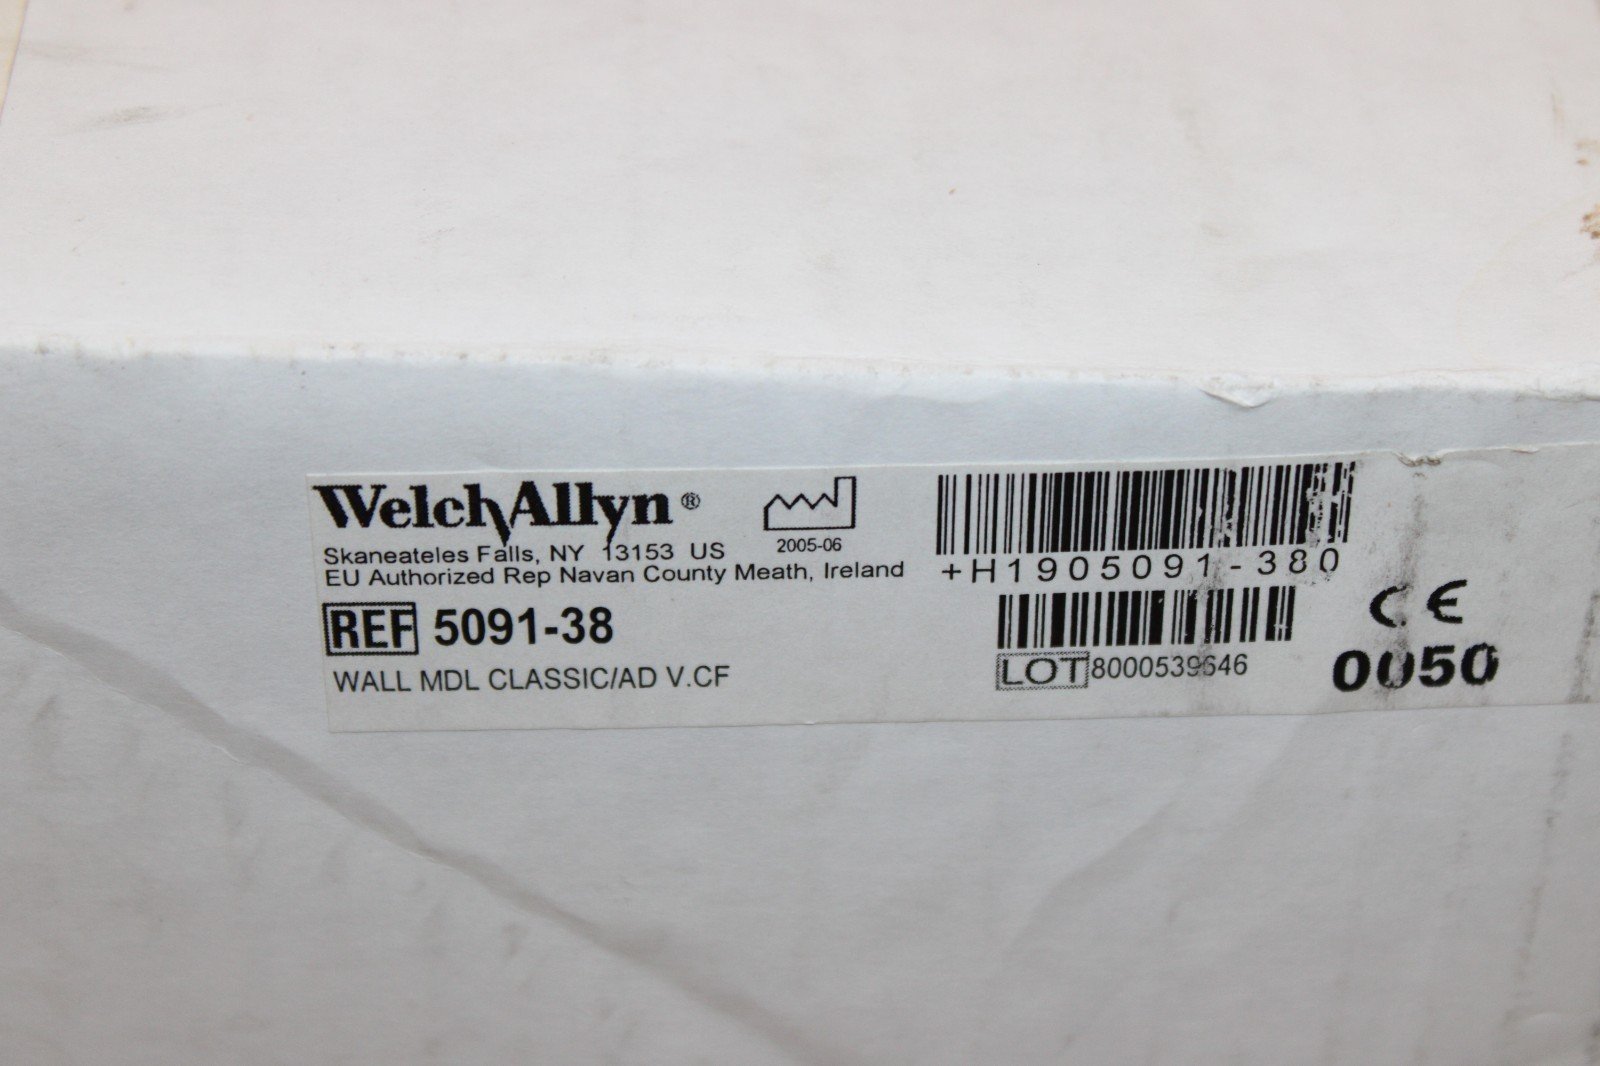 WelchAllyn®
Skaneateles Falls, NY 13153 US
EU Authorized Rep Navan County Meath, Ireland
2005-06
+H1905091-380
REF 5091-38
WALL MDL CLASSIC/AD V.CF
LOT 8000539646
CE
0050